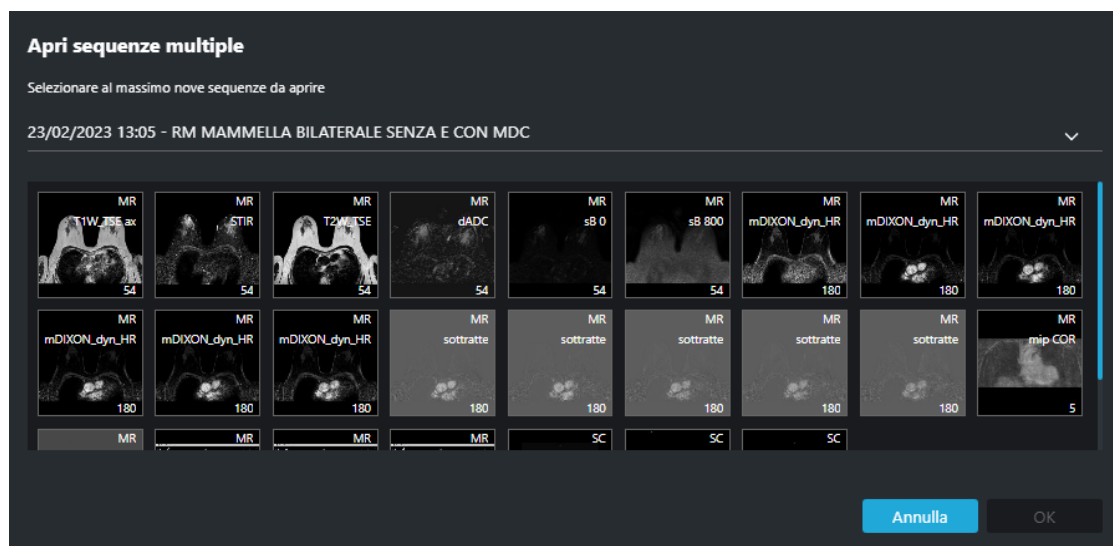 Apri sequenze multiple
Selezionare al massimo nove sequenze da aprire
23/02/2023 13:05 - RM MAMMELLA BILATERALE SENZA E CON MDC
MR MR MR MR MR MR MR MR MR
T1W_TSE ax STIR T2W_TSE dADC sB 0 sB 800 mDIXON_dyn_HR mDIXON_dyn_HR mDIXON_dyn_HR
54 54 54 54 54 54 180 180 180
MR MR MR MR MR MR MR MR MR
mDIXON_dyn_HR mDIXON_dyn_HR mDIXON_dyn_HR sottratte sottratte sottratte sottratte sottratte mip COR
180 180 180 180 180 180 180 180 5
MR MR MR MR SC SC SC
Annulla OK